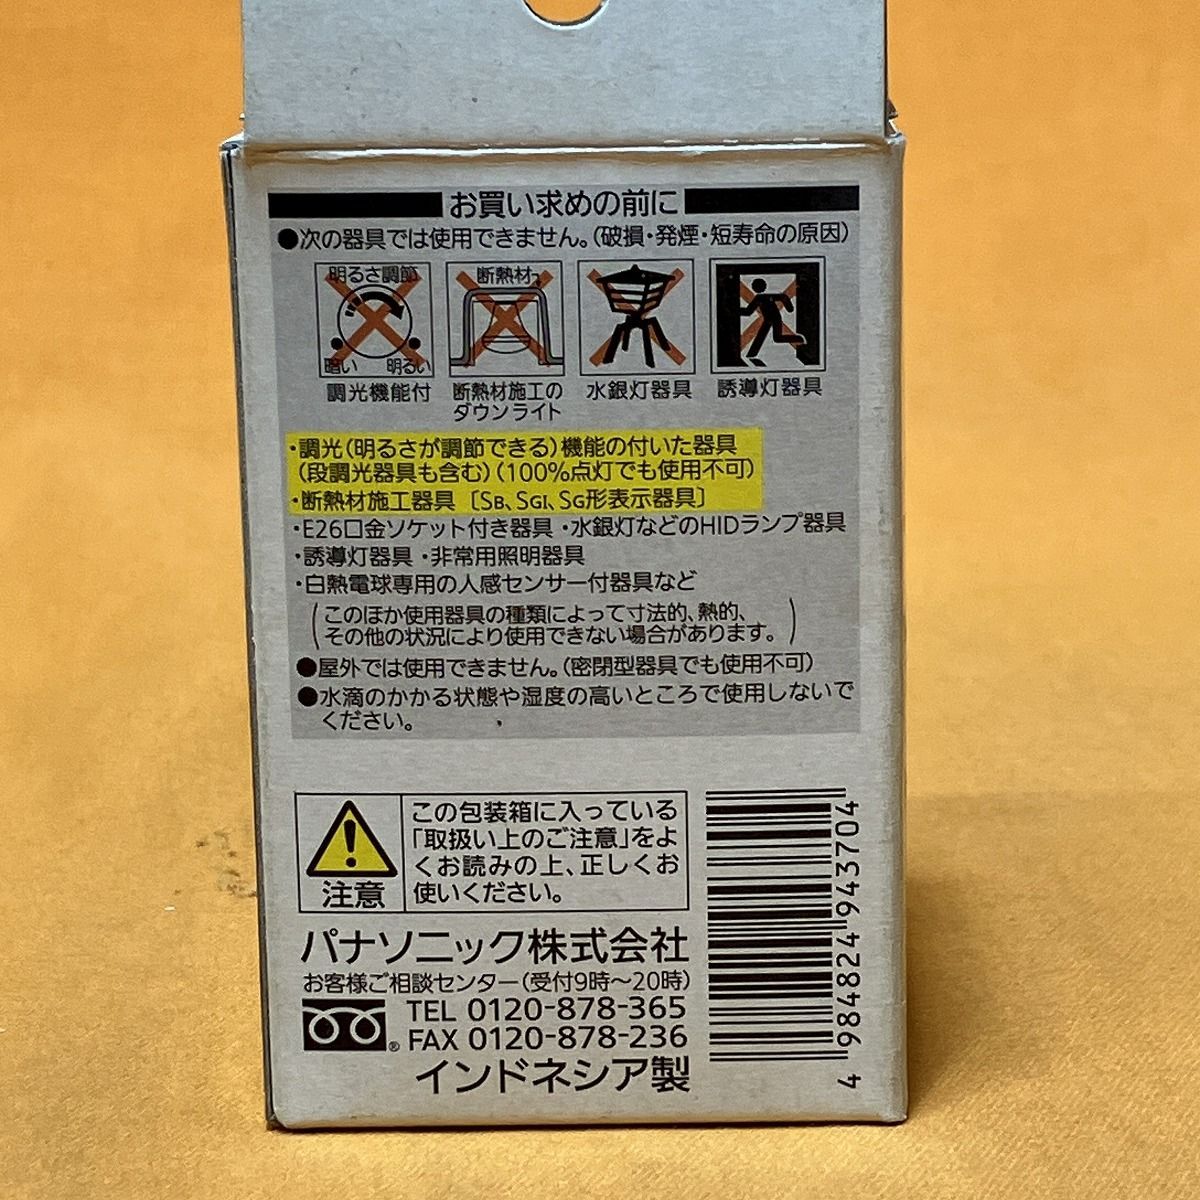 お買い求めの前に
●次の器具では使用できません。(破損・発煙・短寿命の原因)
明るさ調節
暗い 明るい
調光機能付
断熱材
断熱材施工の
ダウンライト
水銀灯器具
誘導灯器具
・調光(明るさが調節できる)機能の付いた器具
(段調光器具も含む)(100%点灯でも使用不可)
・断熱材施工器具〔SB、SGI、SG形表示器具〕
・E26口金ソケット付き器具・水銀灯などのHIDランプ器具
・誘導灯器具・非常用照明器具
・白熱電球専用の人感センサー付器具など
(このほか使用器具の種類によって寸法的、熱的、
その他の状況により使用できない場合があります。)
●屋外では使用できません。(密閉型器具でも使用不可)
●水滴のかかる状態や湿度の高いところで使用しないで
ください。
注意
この包装箱に入っている
「取扱い上のご注意」をよ
くお読みの上、正しくお
使いください。
パナソニック株式会社
お客様ご相談センター(受付9時〜20時)
TEL 0120-878-365
® FAX 0120-878-236
インドネシア製
4 984824 943704